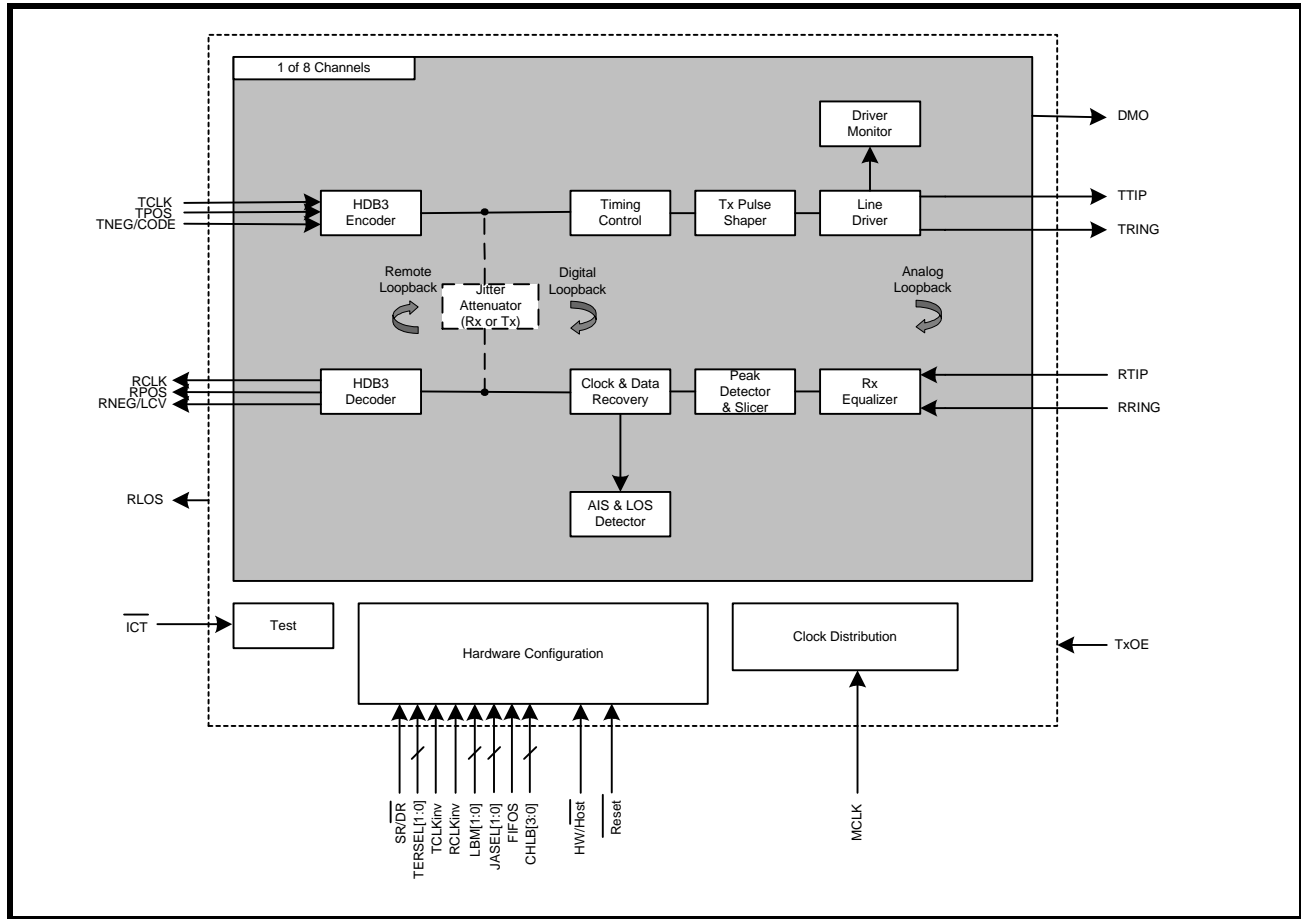 1 of 8 Channels
Driver
Monitor
DMO
TCLK
TPOS
TNEG/CODE
HDB3
Encoder
Timing
Control
Tx Pulse
Shaper
Line
Driver
TTIP
TRING
Remote
Loopback
Jitter
Attenuator
(Rx or Tx)
Digital
Loopback
Analog
Loopback
RCLK
RPOS
RNEG/LCV
HDB3
Decoder
Clock & Data
Recovery
Peak
Detector
& Slicer
Rx
Equalizer
RTIP
RRING
RLOS
AIS & LOS
Detector
ICT
Test
Hardware Configuration
Clock Distribution
TxOE
SR/DR
TERSEL[1:0]
TCLKinv
RCLKinv
LBM[1:0]
JASEL[1:0]
FIFOS
CHLB[3:0]
HW/Host
Reset
MCLK